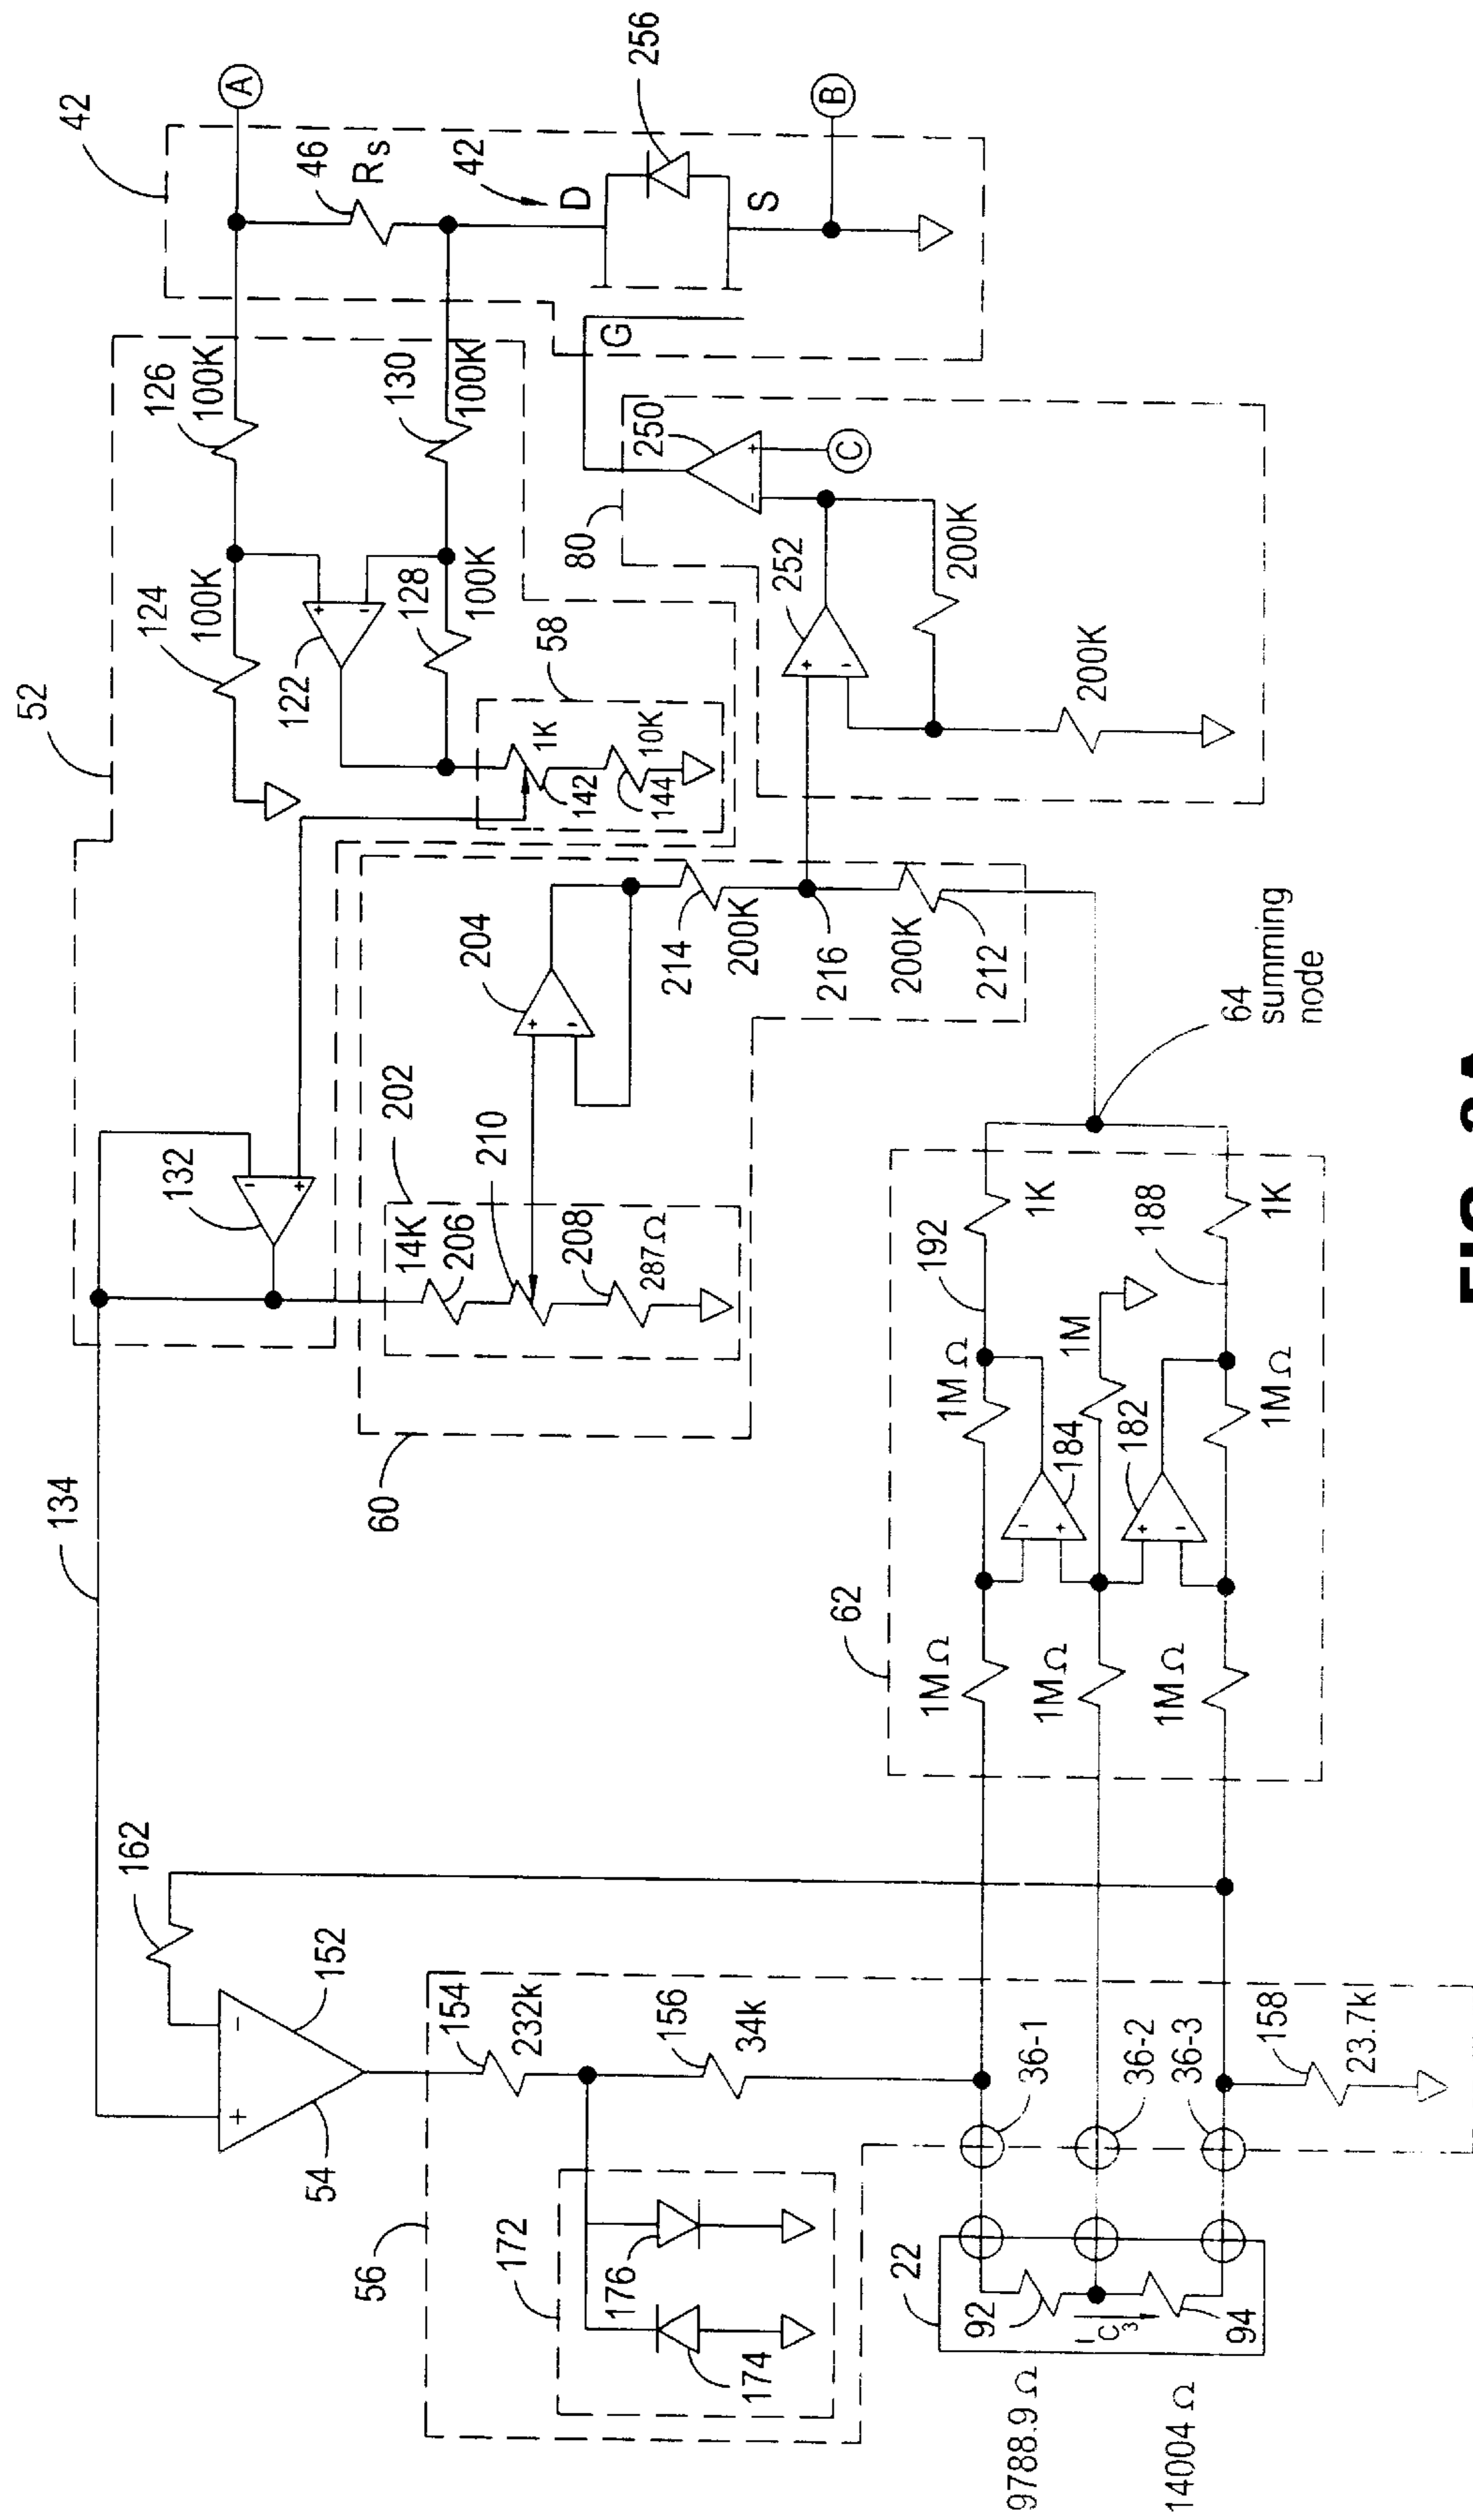 52
42
A
124
100K
126
100K
46
Rs
42
D
256
S
B
122
128
100K
130
100K
58
1K
142
10K
144
G
80
250
C
252
200K
200K
134
132
202
14K
206
210
208
287Ω
60
204
214
200K
216
200K
212
64
summing
node
162
152
54
56
154
232k
156
34k
172
176
174
62
1MΩ
1MΩ
1MΩ
1MΩ
184
1M
182
1MΩ
192
1K
188
1K
36-1
36-2
36-3
158
23.7k
22
92
94
9788.9 Ω
14004 Ω